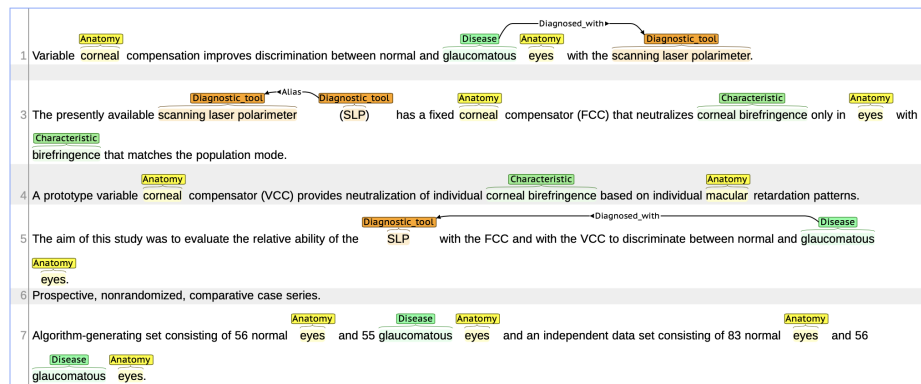 Diagnosed_with
Anatomy Disease Anatomy Diagnostic_tool
1 Variable corneal compensation improves discrimination between normal and glaucomatous eyes with the scanning laser polarimeter.
Diagnostic_tool Alias Diagnostic_tool Anatomy Characteristic Anatomy
3 The presently available scanning laser polarimeter (SLP) has a fixed corneal compensator (FCC) that neutralizes corneal birefringence only in eyes with
Characteristic
birefringence that matches the population mode.
Anatomy Characteristic Anatomy
4 A prototype variable corneal compensator (VCC) provides neutralization of individual corneal birefringence based on individual macular retardation patterns.
Diagnosed_with
Diagnostic_tool Disease
5 The aim of this study was to evaluate the relative ability of the SLP with the FCC and with the VCC to discriminate between normal and glaucomatous
Anatomy
eyes.
6 Prospective, nonrandomized, comparative case series.
Anatomy Disease Anatomy Anatomy
7 Algorithm-generating set consisting of 56 normal eyes and 55 glaucomatous eyes and an independent data set consisting of 83 normal eyes and 56
Disease Anatomy
glaucomatous eyes.